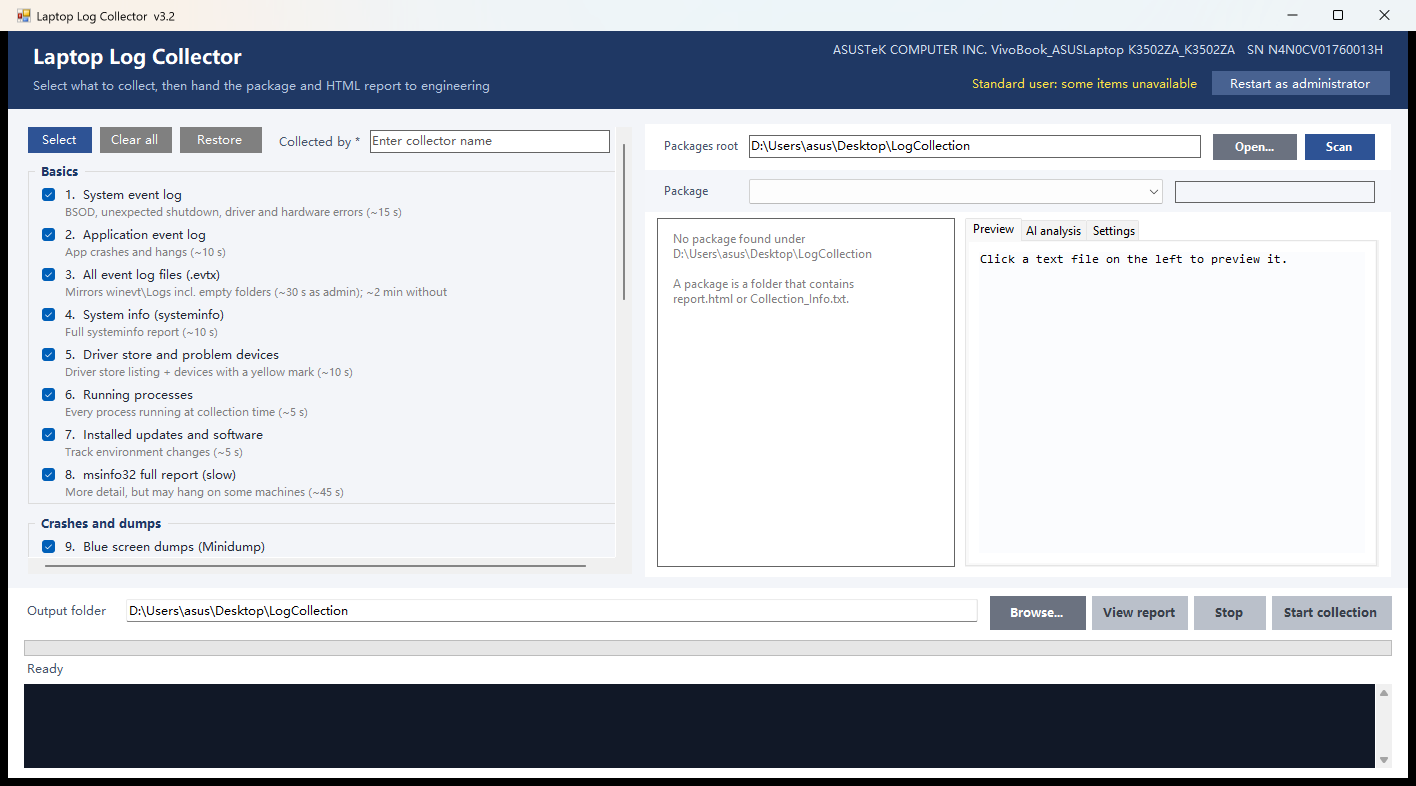 Laptop Log Collector v3.2
Laptop Log Collector
Select what to collect, then hand the package and HTML report to engineering
ASUSTeK COMPUTER INC. VivoBook_ASUSLaptop K3502ZA_K3502ZA SN N4N0CV01760013H
Standard user: some items unavailable
Restart as administrator
Select
Clear all
Restore
Collected by *
Enter collector name
Basics
1. System event log
BSOD, unexpected shutdown, driver and hardware errors (~15 s)
2. Application event log
App crashes and hangs (~10 s)
3. All event log files (.evtx)
Mirrors winevt\Logs incl. empty folders (~30 s as admin); ~2 min without
4. System info (systeminfo)
Full systeminfo report (~10 s)
5. Driver store and problem devices
Driver store listing + devices with a yellow mark (~10 s)
6. Running processes
Every process running at collection time (~5 s)
7. Installed updates and software
Track environment changes (~5 s)
8. msinfo32 full report (slow)
More detail, but may hang on some machines (~45 s)
Crashes and dumps
9. Blue screen dumps (Minidump)
Packages root
D:\Users\asus\Desktop\LogCollection
Open...
Scan
Package
No package found under
D:\Users\asus\Desktop\LogCollection
A package is a folder that contains
report.html or Collection_Info.txt.
Preview
AI analysis
Settings
Click a text file on the left to preview it.
Output folder
D:\Users\asus\Desktop\LogCollection
Browse...
View report
Stop
Start collection
Ready